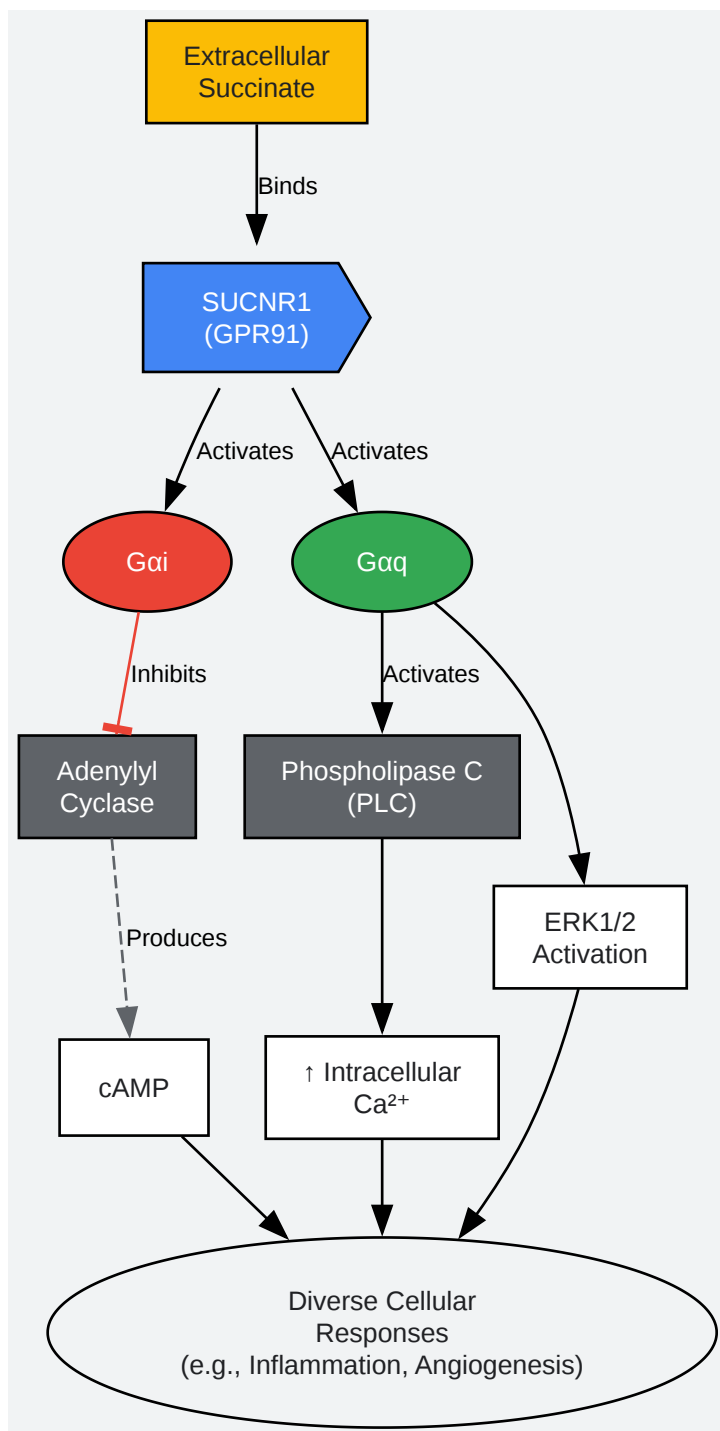 Extracellular
Succinate
Binds
SUCNR1
(GPR91)
Activates
Activates
Gαi
Gαq
Inhibits
Activates
Adenylyl
Cyclase
Phospholipase C
(PLC)
ERK1/2
Activation
Produces
cAMP
↑ Intracellular
Ca²⁺
Diverse Cellular
Responses
(e.g., Inflammation, Angiogenesis)